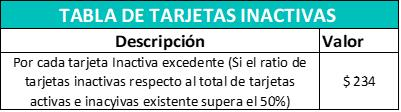 TABLA DE TARJETAS INACTIVAS
Descripción Valor
Por cada tarjeta Inactiva excedente (Si el ratio de
tarjetas inactivas respecto al total de tarjetas
activas e inacyivas existente supera el 50%)
$ 234